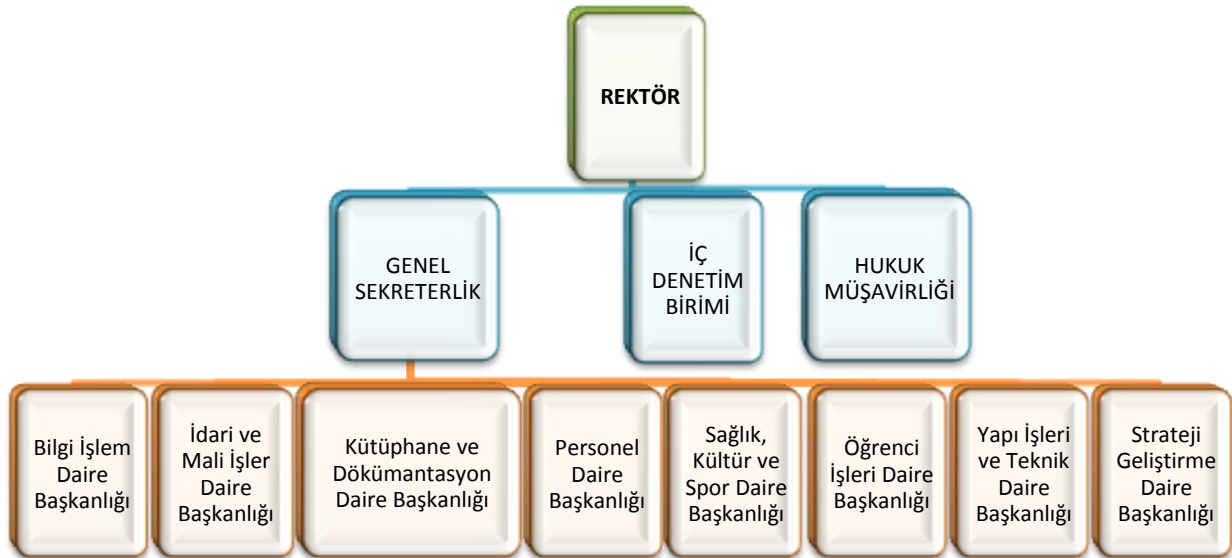 REKTÖR
GENEL
SEKRETERLİK
İÇ
DENETİM
BİRİMİ
HUKUK
MÜŞAVİRLİĞİ
Bilgi İşlem
Daire
Başkanlığı
İdari ve
Mali İşler
Daire
Başkanlığı
Kütüphane ve
Dökümantasyon
Daire Başkanlığı
Personel
Daire
Başkanlığı
Sağlık,
Kültür ve
Spor Daire
Başkanlığı
Öğrenci
İşleri Daire
Başkanlığı
Yapı İşleri
ve Teknik
Daire
Başkanlığı
Strateji
Geliştirme
Daire
Başkanlığı